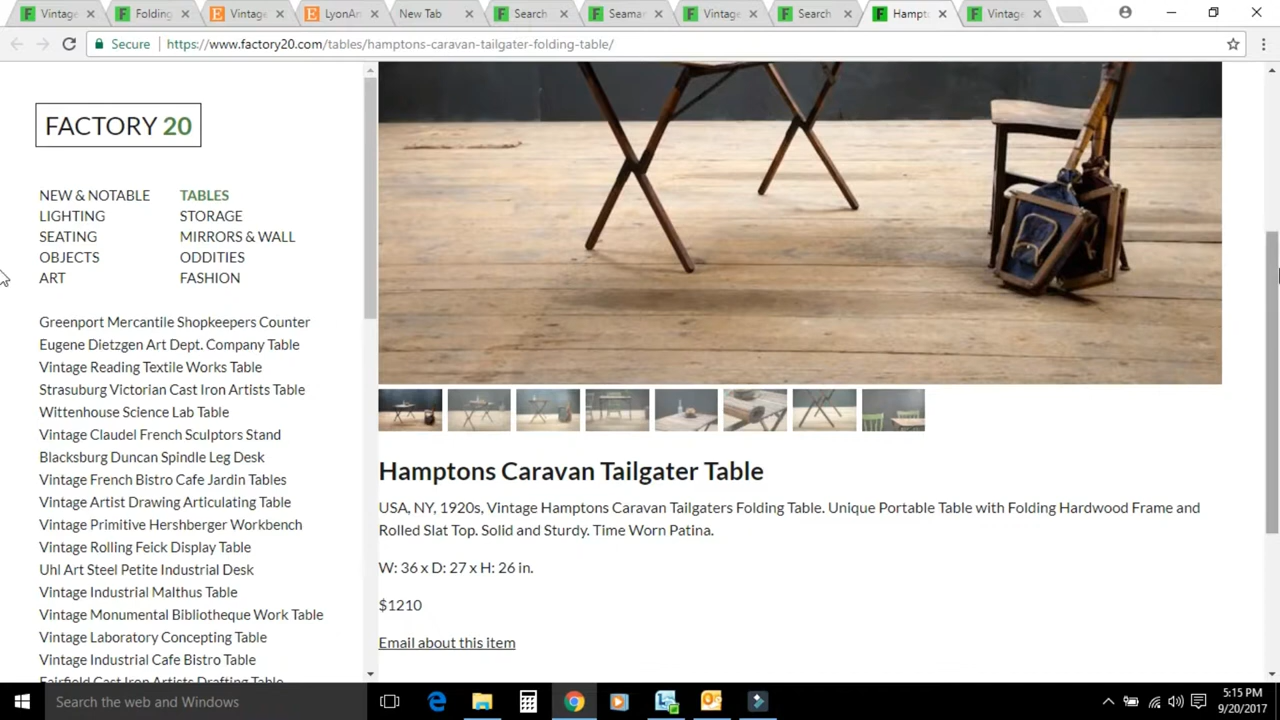 Vintage
Folding
Vintage
LyonAr
New Tab
Search
Seamar
Vintage
Search
Hampt
Vintage
Secure
https://www.factory20.com/tables/hamptons-caravan-tailgater-folding-table/
FACTORY 20
NEW & NOTABLE TABLES
LIGHTING STORAGE
SEATING MIRRORS & WALL
OBJECTS ODDITIES
ART FASHION
Greenport Mercantile Shopkeepers Counter
Eugene Dietzgen Art Dept. Company Table
Vintage Reading Textile Works Table
Strasuburg Victorian Cast Iron Artists Table
Wittenhouse Science Lab Table
Vintage Claudel French Sculptors Stand
Blacksburg Duncan Spindle Leg Desk
Vintage French Bistro Cafe Jardin Tables
Vintage Artist Drawing Articulating Table
Vintage Primitive Hershberger Workbench
Vintage Rolling Feick Display Table
Uhl Art Steel Petite Industrial Desk
Vintage Industrial Malthus Table
Vintage Monumental Bibliotheque Work Table
Vintage Laboratory Concepting Table
Vintage Industrial Cafe Bistro Table
Fairfield Cast Iron Artists Drafting Table
Hamptons Caravan Tailgater Table
USA, NY, 1920s, Vintage Hamptons Caravan Tailgaters Folding Table. Unique Portable Table with Folding Hardwood Frame and
Rolled Slat Top. Solid and Sturdy. Time Worn Patina.
W: 36 x D: 27 x H: 26 in.
$1210
Email about this item
Search the web and Windows
5:15 PM
9/20/2017